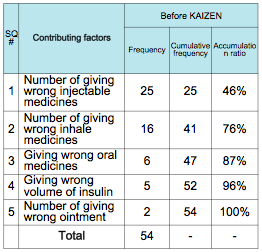 SQ # Contributing factors Before KAIZEN
Frequency Cumulative frequency Accumulatio n ratio
1 Number of giving wrong injectable medicines 25 25 46%
2 Number of giving wrong inhale medicines 16 41 76%
3 Giving wrong oral medicines 6 47 87%
4 Giving wrong volume of insulin 5 52 96%
5 Number of giving wrong ointment 2 54 100%
Total 54 - -